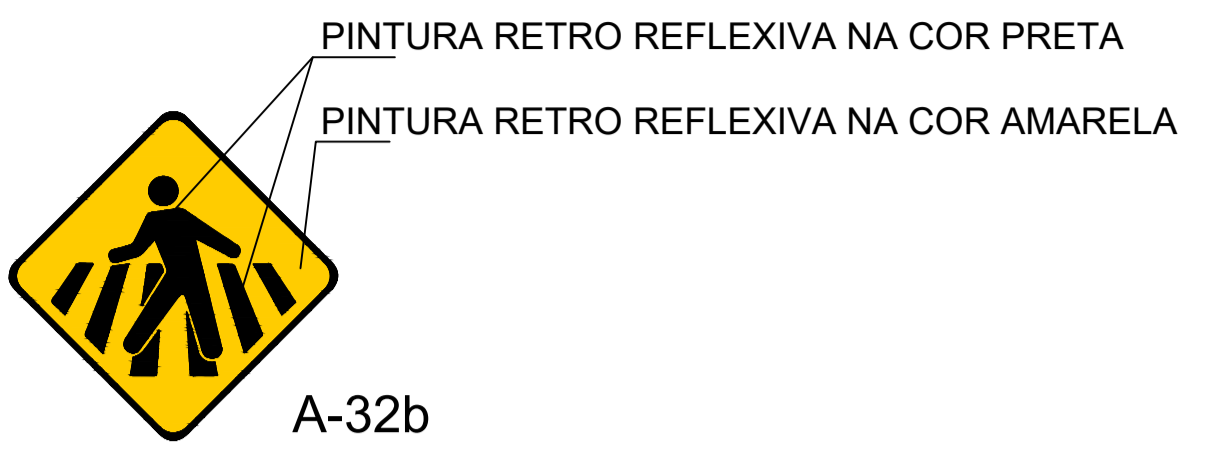 PINTURA RETRO REFLEXIVA NA COR PRETA
PINTURA RETRO REFLEXIVA NA COR AMARELA
A-32b